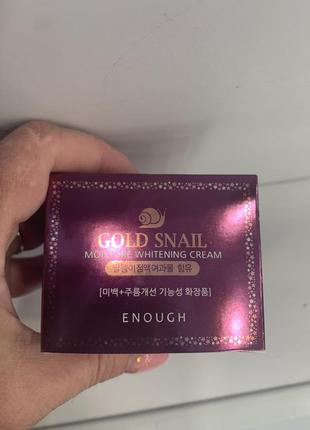 GOLD SNAIL
MOISTURE WHITENING CREAM
달팽이점액여과물 함유
[미백+주름개선 기능성 화장품]
ENOUGH